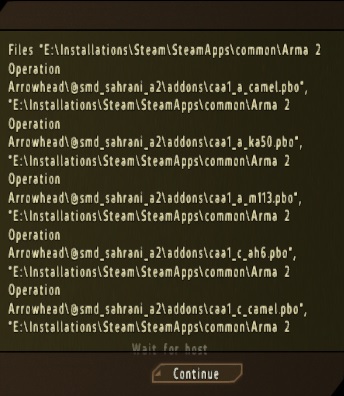 Files "E:\Installations\Steam\SteamApps\common\Arma 2
Operation
Arrowhead\@smd_sahrani_a2\addons\caa1_a_camel.pbo",
"E:\Installations\Steam\SteamApps\common\Arma 2
Operation
Arrowhead\@smd_sahrani_a2\addons\caa1_a_ka50.pbo",
"E:\Installations\Steam\SteamApps\common\Arma 2
Operation
Arrowhead\@smd_sahrani_a2\addons\caa1_a_m113.pbo",
"E:\Installations\Steam\SteamApps\common\Arma 2
Operation
Arrowhead\@smd_sahrani_a2\addons\caa1_c_ah6.pbo",
"E:\Installations\Steam\SteamApps\common\Arma 2
Operation
Arrowhead\@smd_sahrani_a2\addons\caa1_c_camel.pbo",
"E:\Installations\Steam\SteamApps\common\Arma 2
Wait for host
Continue